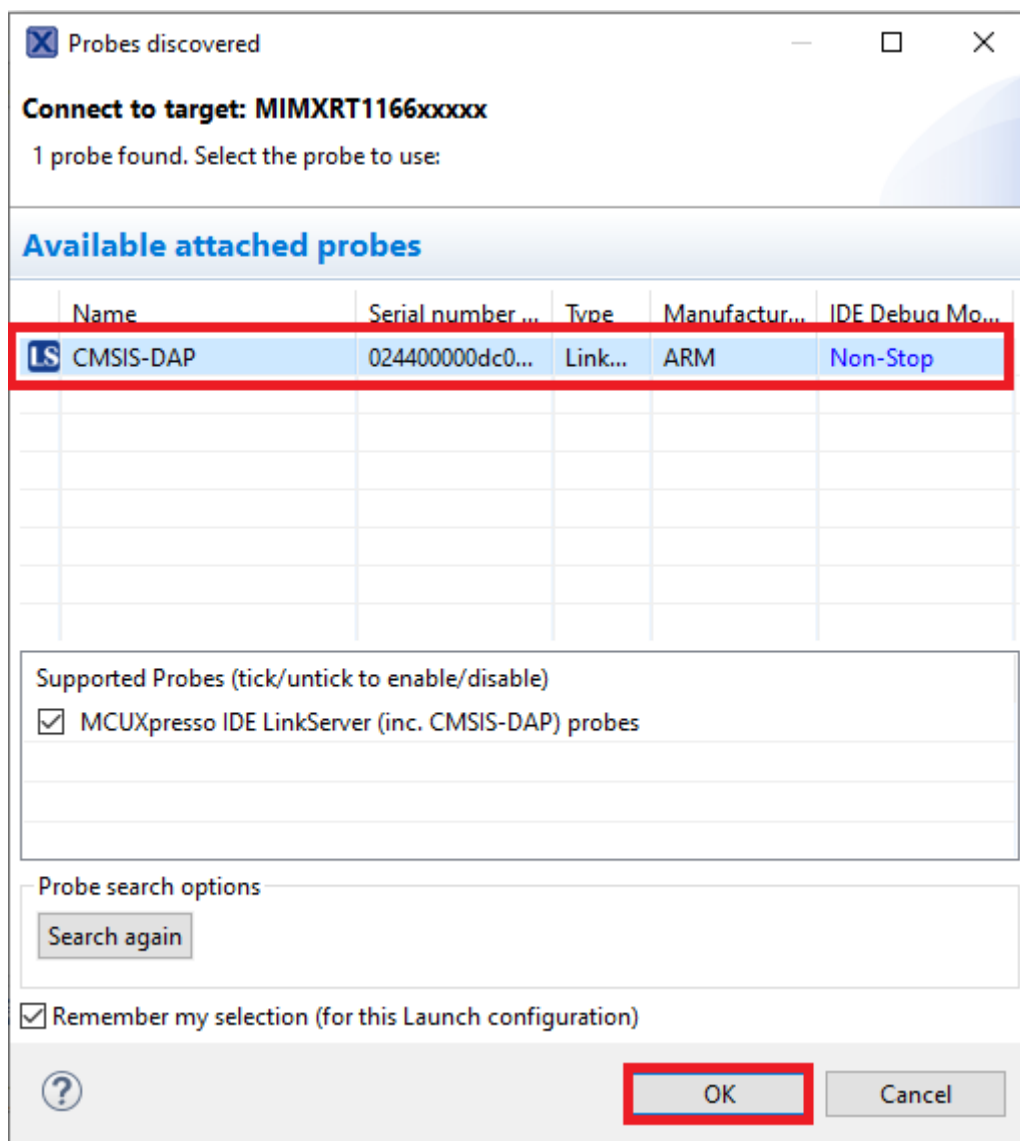 Probes discovered
Connect to target: MIMXRT1166xxxxx
1 probe found. Select the probe to use:
Available attached probes
Name Serial number ... Type Manufactur... IDE Debug Mo...
LS CMSIS-DAP 024400000dc0... Link... ARM Non-Stop
Supported Probes (tick/untick to enable/disable)
MCUXpresso IDE LinkServer (inc. CMSIS-DAP) probes
Probe search options
Search again
Remember my selection (for this Launch configuration)
? OK Cancel